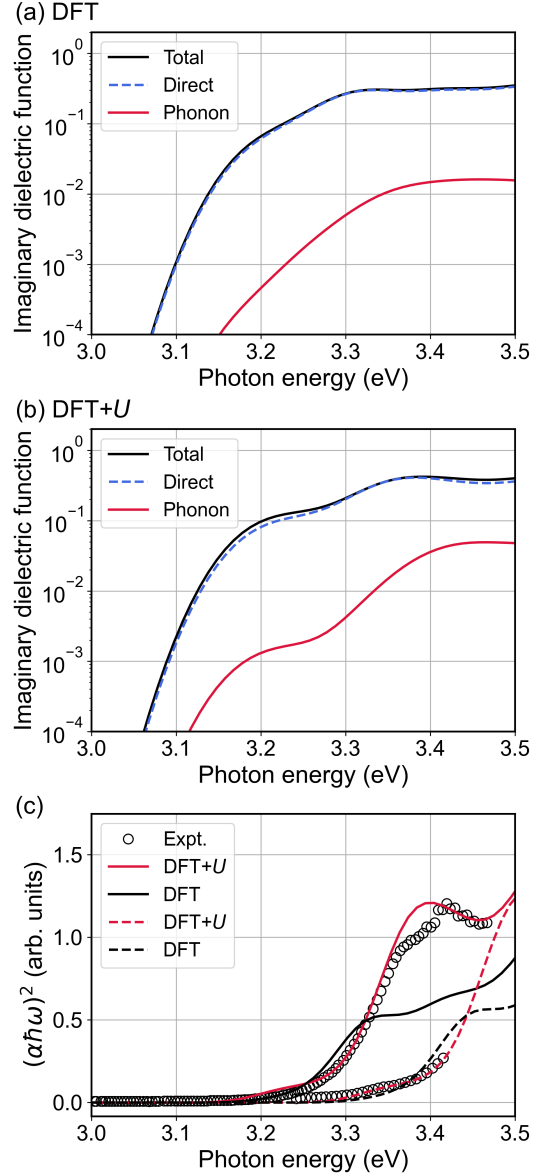 (a) DFT
Imaginary dielectric function
10⁰
10⁻¹
10⁻²
10⁻³
10⁻⁴
Total
Direct
Phonon
3.0 3.1 3.2 3.3 3.4 3.5
Photon energy (eV)
(b) DFT+U
Imaginary dielectric function
10⁰
10⁻¹
10⁻²
10⁻³
10⁻⁴
Total
Direct
Phonon
3.0 3.1 3.2 3.3 3.4 3.5
Photon energy (eV)
(c)
(αħω)² (arb. units)
1.5
1.0
0.5
0.0
Expt.
DFT+U
DFT
DFT+U
DFT
3.0 3.1 3.2 3.3 3.4 3.5
Photon energy (eV)